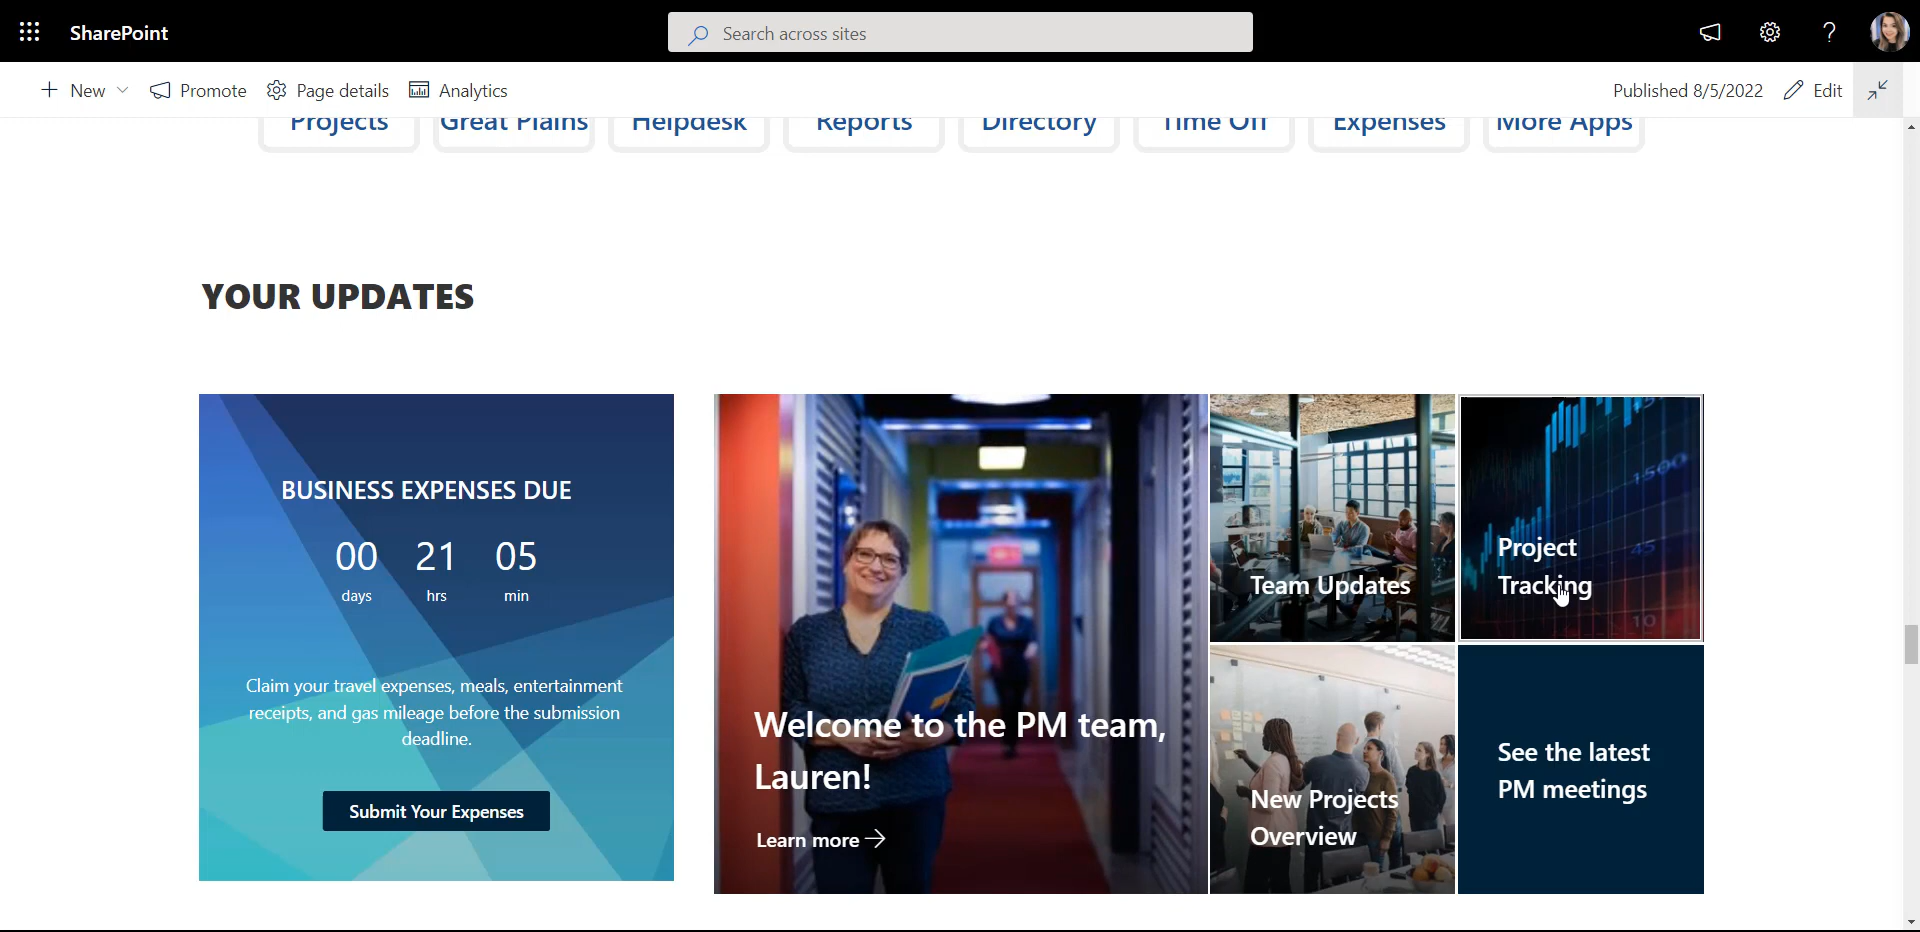 SharePoint
Search across sites
New
Promote
Page details
Analytics
Published 8/5/2022
Edit
Projects
Great Plains
Helpdesk
Reports
Directory
Time Off
Expenses
More Apps
YOUR UPDATES
BUSINESS EXPENSES DUE
00 21 05
days hrs min
Claim your travel expenses, meals, entertainment
receipts, and gas mileage before the submission
deadline.
Submit Your Expenses
Welcome to the PM team,
Lauren!
Learn more
Team Updates
1500
45
10
Project
Tracking
New Projects
Overview
See the latest
PM meetings